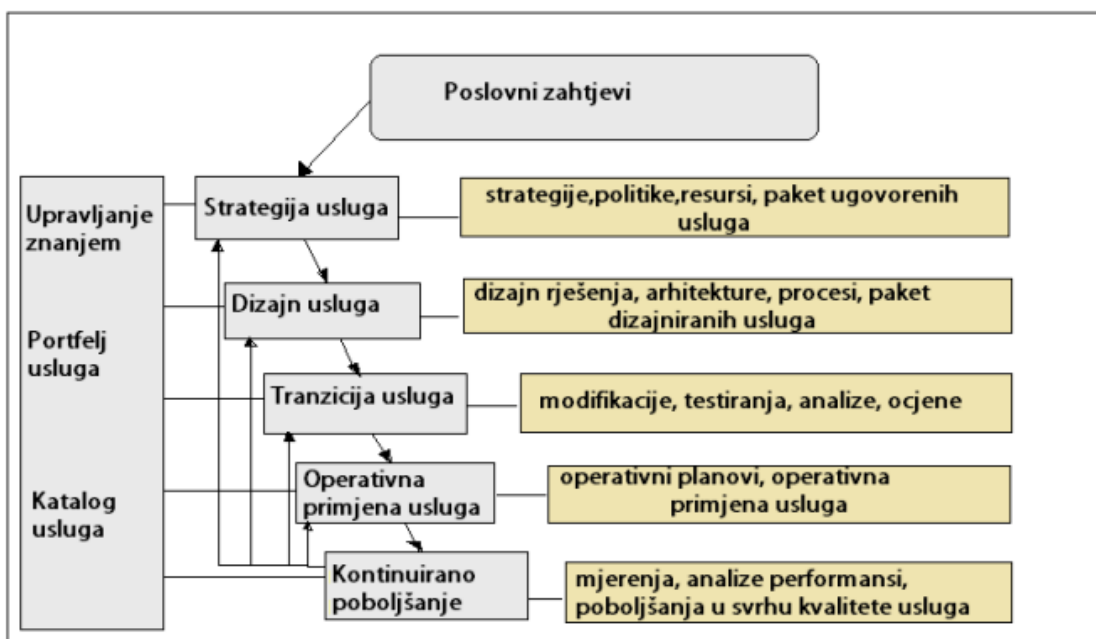 Poslovni zahtjevi
Upravljanje
znanjem
Portfelj
usluga
Katalog
usluga
Strategija usluga
strategije,politike,resursi, paket ugovorenih
usluga
Dizajn usluga
dizajn rješenja, arhitekture, procesi, paket
dizajniranih usluga
Tranzicija usluga
modifikacije, testiranja, analize, ocjene
Operativna
primjena usluga
operativni planovi, operativna
primjena usluga
Kontinuirano
poboljšanje
mjerenja, analize performansi,
poboljšanja u svrhu kvalitete usluga